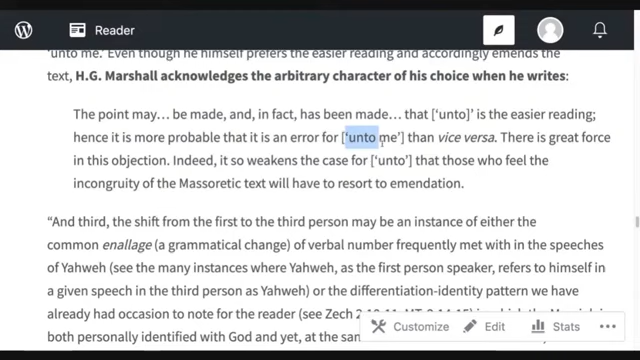 Reader
'unto me.' Even though he himself prefers the easier reading and accordingly emends the
text, H.G. Marshall acknowledges the arbitrary character of his choice when he writes:
The point may… be made, and, in fact, has been made… that ['unto]' is the easier reading;
hence it is more probable that it is an error for ['unto me'] than vice versa. There is great force
in this objection. Indeed, it so weakens the case for ['unto'] that those who feel the
incongruity of the Massoretic text will have to resort to emendation.
"And third, the shift from the first to the third person may be an instance of either the
common enallage (a grammatical change) of verbal number frequently met with in the speeches
of Yahweh (see the many instances where Yahweh, as the first person speaker, refers to himself in
a given speech in the third person as Yahweh) or the differentiation-identity pattern we have
already had occasion to note for the reader (see Zech
both personally identified with God and yet, at the
Customize Edit Stats